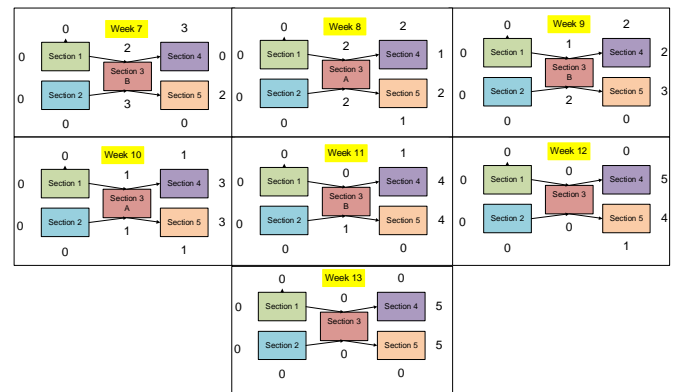 0 Week 7 3
2
0 Section 1 Section 4 0
Section 3
B
0 Section 2 Section 5 2
3
0 0
0 Week 8 2
2
0 Section 1 Section 4 1
Section 3
A
0 Section 2 Section 5 2
2
0 1
0 Week 9 2
1
0 Section 1 Section 4 2
Section 3
B
0 Section 2 Section 5 3
2
0 0
0 Week 10 1
1
0 Section 1 Section 4 3
Section 3
A
0 Section 2 Section 5 3
1
0 1
0 Week 11 1
0
0 Section 1 Section 4 4
Section 3
B
0 Section 2 Section 5 4
1
0 0
0 Week 12 0
0
0 Section 1 Section 4 5
Section 3
0 Section 2 Section 5 4
0
0 1
0 Week 13 0
0
0 Section 1 Section 4 5
Section 3
0 Section 2 Section 5 5
0
0 0